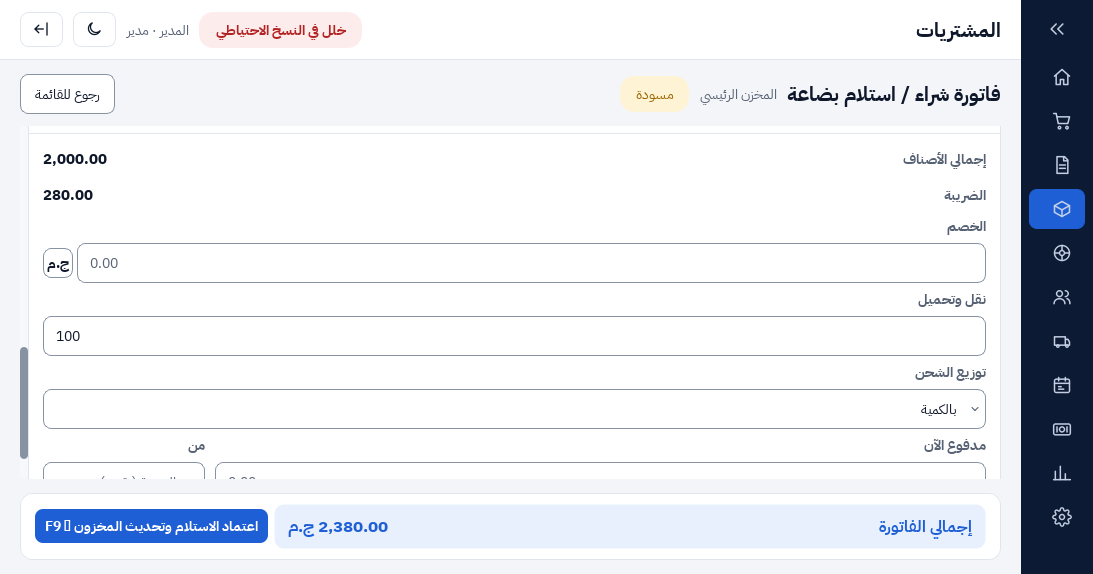 المشتريات
خلل في النسخ الاحتياطي
المدير · مدير
فاتورة شراء / استلام بضاعة
المخزن الرئيسي
مسودة
رجوع للقائمة
إجمالي الأصناف
2,000.00
الضريبة
280.00
الخصم
0.00
ج.م
نقل وتحميل
100
توزيع الشحن
بالكمية
مدفوع الآن
من
0.00
إجمالي الفاتورة
2,380.00 ج.م
اعتماد الاستلام وتحديث المخزون F9